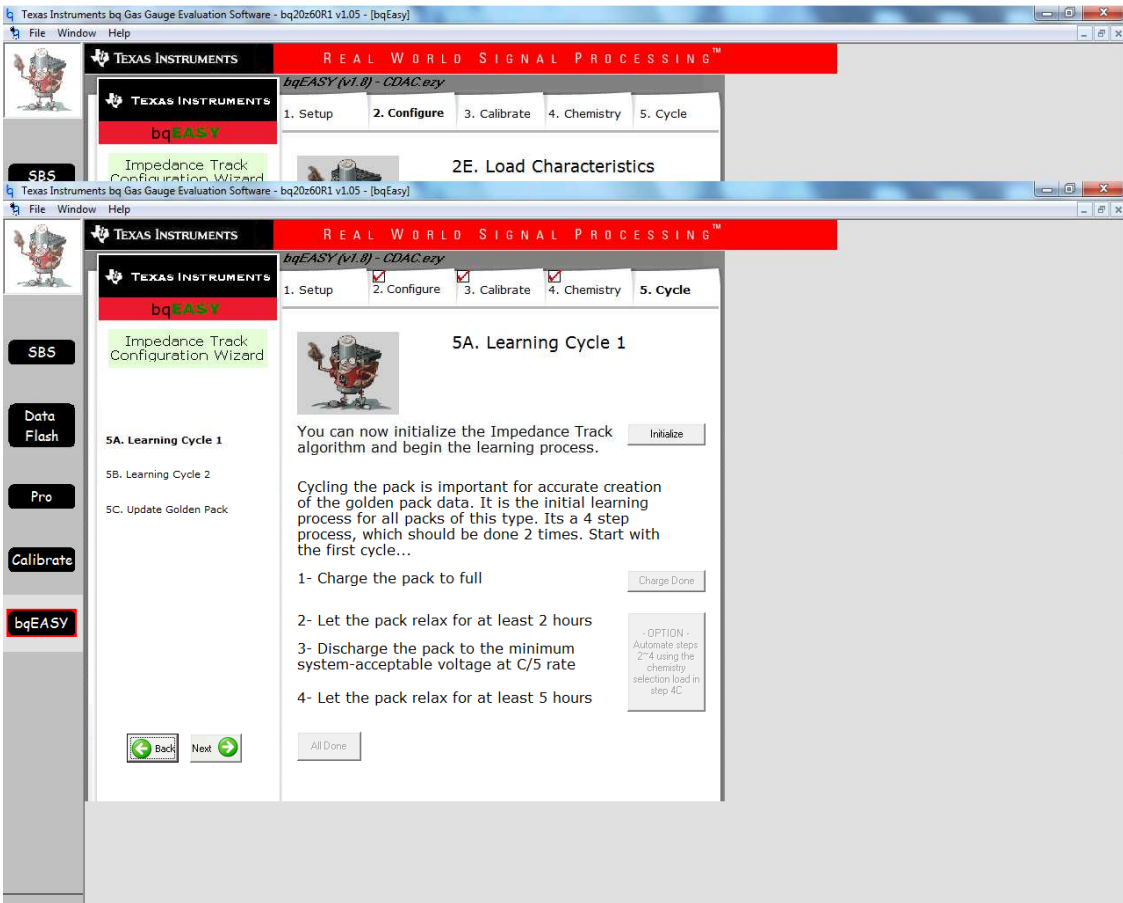 Texas Instruments bq Gas Gauge Evaluation Software - bq20z60R1 v1.05 - [bqEasy]
File Window Help
TEXAS INSTRUMENTS
REAL WORLD SIGNAL PROCESSING™
bqEASY (v1.8) - CDAC.ezy
TEXAS INSTRUMENTS
1. Setup 2. Configure 3. Calibrate 4. Chemistry 5. Cycle
bqEASY
Impedance Track
Configuration Wizard
2E. Load Characteristics
SBS
Texas Instruments bq Gas Gauge Evaluation Software - bq20z60R1 v1.05 - [bqEasy]
File Window Help
TEXAS INSTRUMENTS
REAL WORLD SIGNAL PROCESSING™
bqEASY (v1.8) - CDAC.ezy
TEXAS INSTRUMENTS
1. Setup 2. Configure 3. Calibrate 4. Chemistry 5. Cycle
bqEASY
Impedance Track
Configuration Wizard
5A. Learning Cycle 1
SBS
Data
Flash
Pro
Calibrate
bqEASY
5A. Learning Cycle 1
5B. Learning Cycle 2
5C. Update Golden Pack
You can now initialize the Impedance Track
algorithm and begin the learning process.
Initialize
Cycling the pack is important for accurate creation
of the golden pack data. It is the initial learning
process for all packs of this type. Its a 4 step
process, which should be done 2 times. Start with
the first cycle...
1- Charge the pack to full
Charge Done
2- Let the pack relax for at least 2 hours
3- Discharge the pack to the minimum
system-acceptable voltage at C/5 rate
4- Let the pack relax for at least 5 hours
- OPTION -
Automate steps
2~4 using the
chemistry
selection load in
step 4C
Back Next
All Done